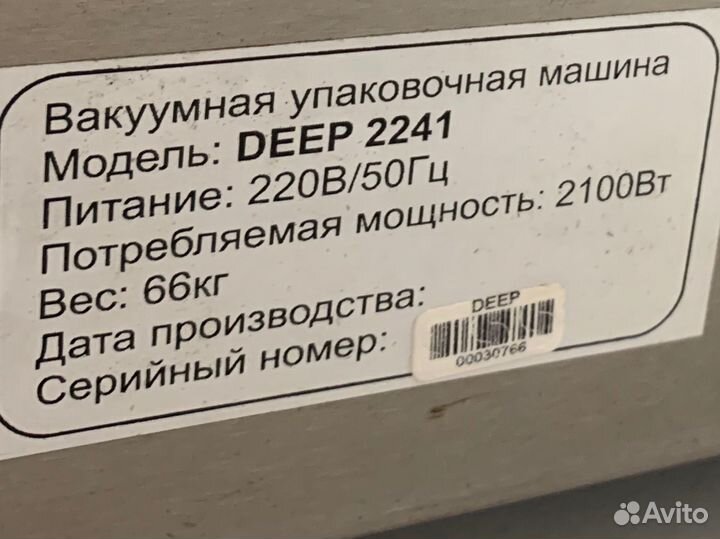 Вакуумная упаковочная машина
Модель: DEEP 2241
Питание: 220В/50Гц
Потребляемая мощность: 2100Вт
Вес: 66кг
Дата производства:
Серийный номер:
DEEP
00030766
Avito